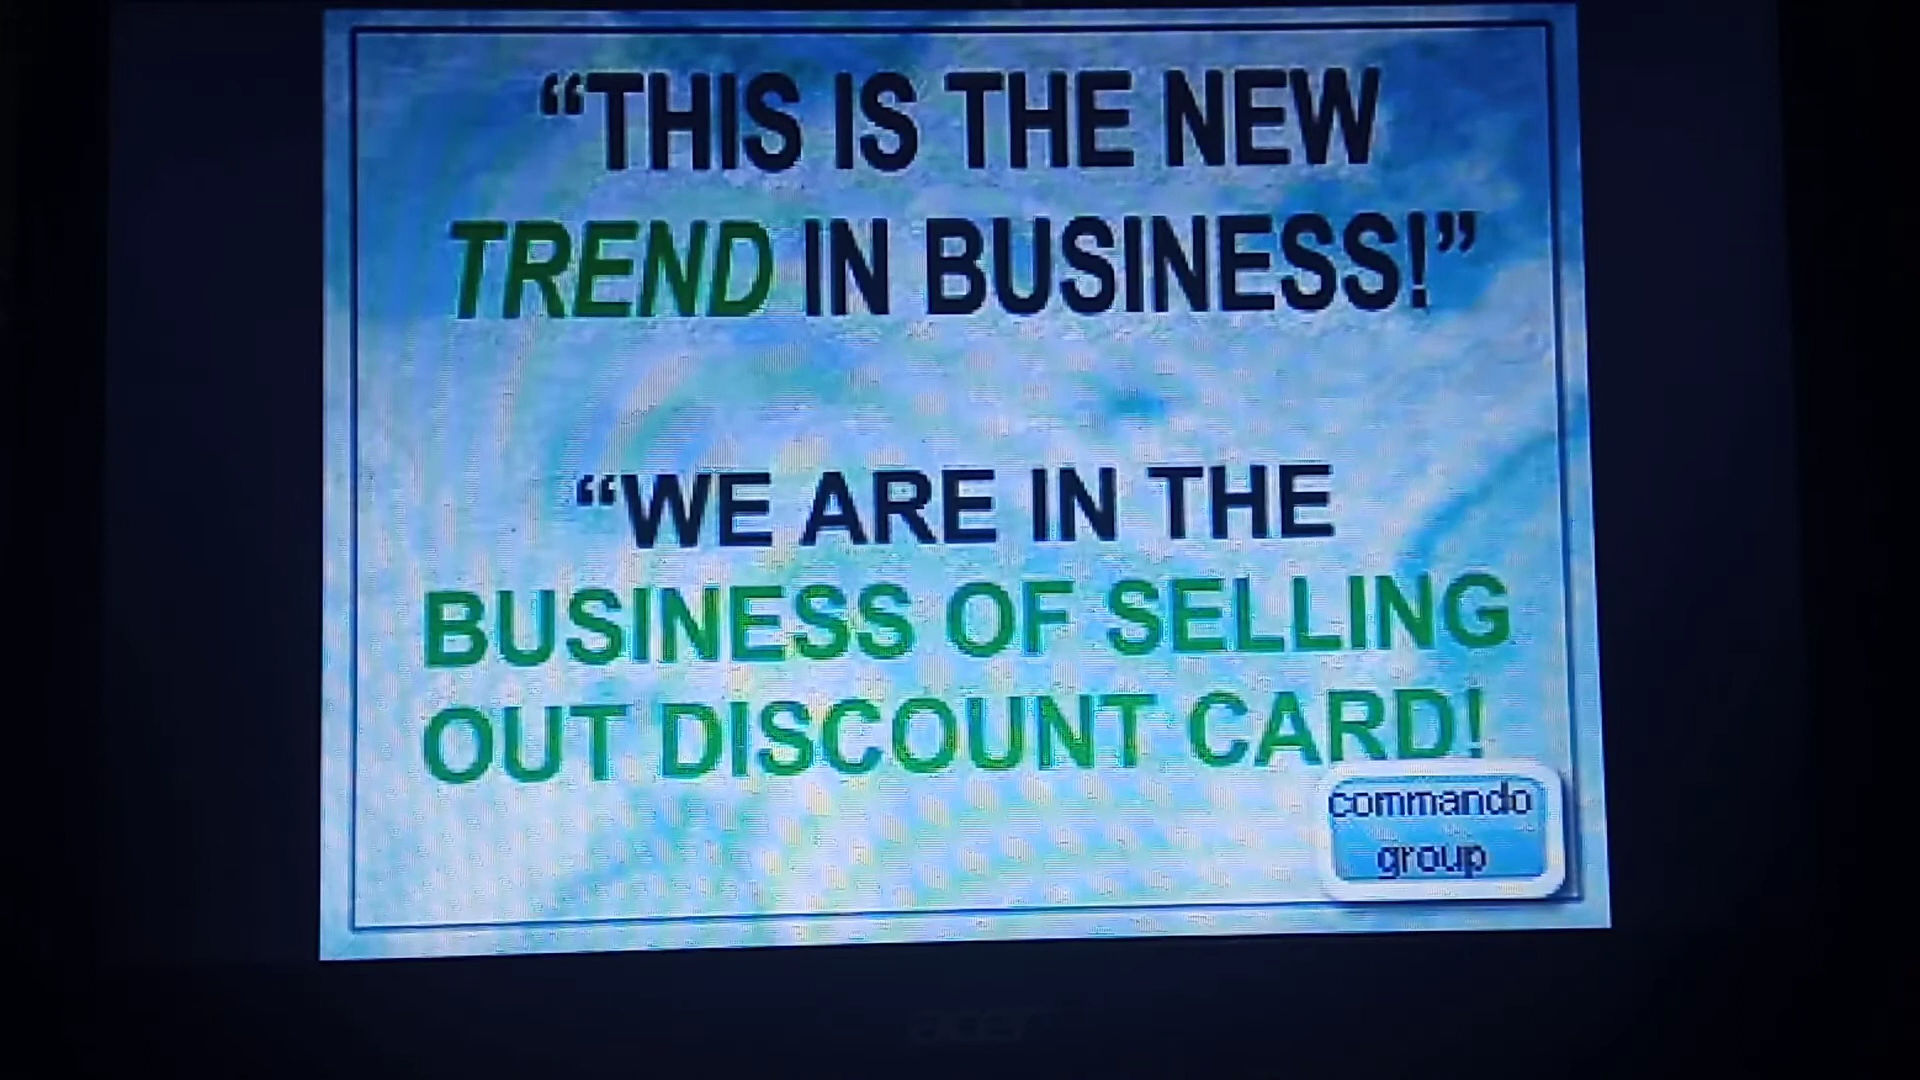 “THIS IS THE NEW
TREND IN BUSINESS!”
“WE ARE IN THE
BUSINESS OF SELLING
OUT DISCOUNT CARD!
commando
group
acer